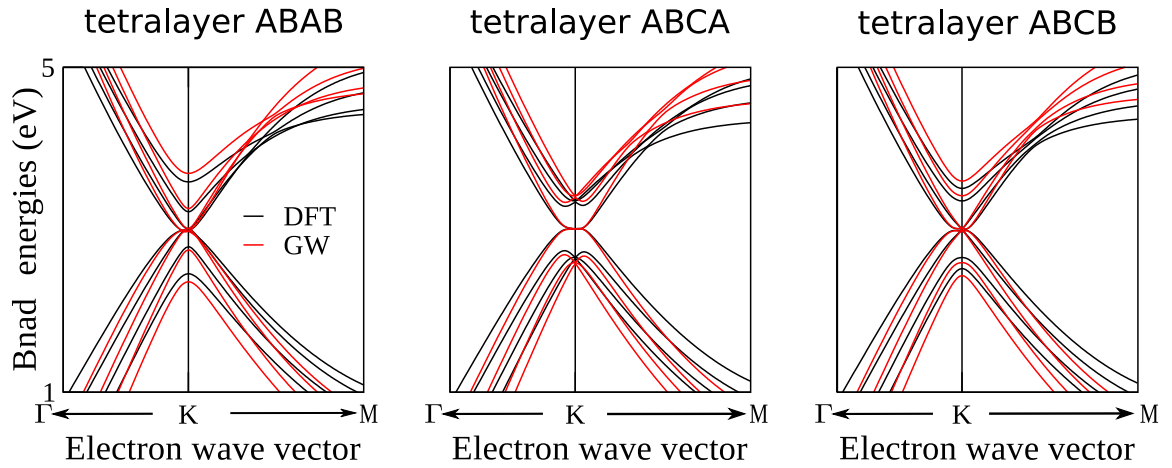 tetralayer ABAB
tetralayer ABCA
tetralayer ABCB
Bnad energies (eV)
5
1
DFT
GW
Γ K M
K M
Γ K M
Electron wave vector
Electron wave vector
Electron wave vector